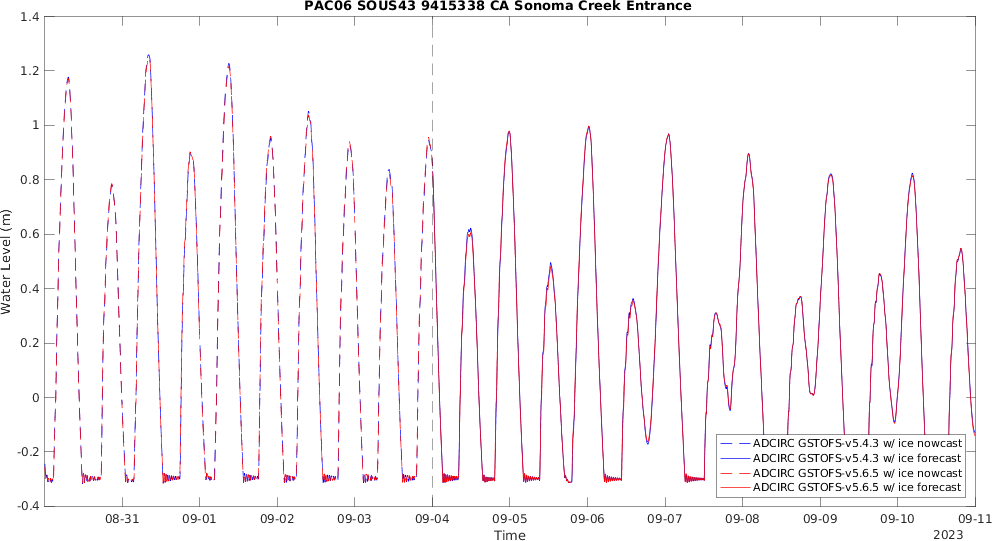 PAC06 SOUS43 9415338 CA Sonoma Creek Entrance
1.4
1.2
1
0.8
0.6
0.4
0.2
0
-0.2
-0.4
Water Level (m)
ADCIRC GSTOFS-v5.4.3 w/ ice nowcast
ADCIRC GSTOFS-v5.4.3 w/ ice forecast
ADCIRC GSTOFS-v5.6.5 w/ ice nowcast
ADCIRC GSTOFS-v5.6.5 w/ ice forecast
08-31 09-01 09-02 09-03 09-04 09-05 09-06 09-07 09-08 09-09 09-10 09-11
Time
2023